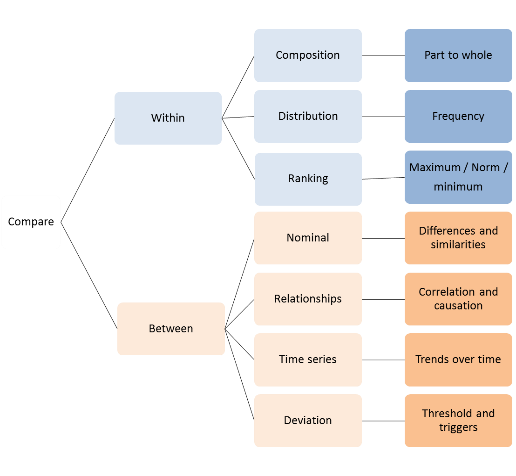 Composition
Part to whole
Within
Distribution
Frequency
Ranking
Maximum / Norm /
minimum
Compare
Nominal
Differences and
similarities
Relationships
Correlation and
causation
Between
Time series
Trends over time
Deviation
Threshold and
triggers